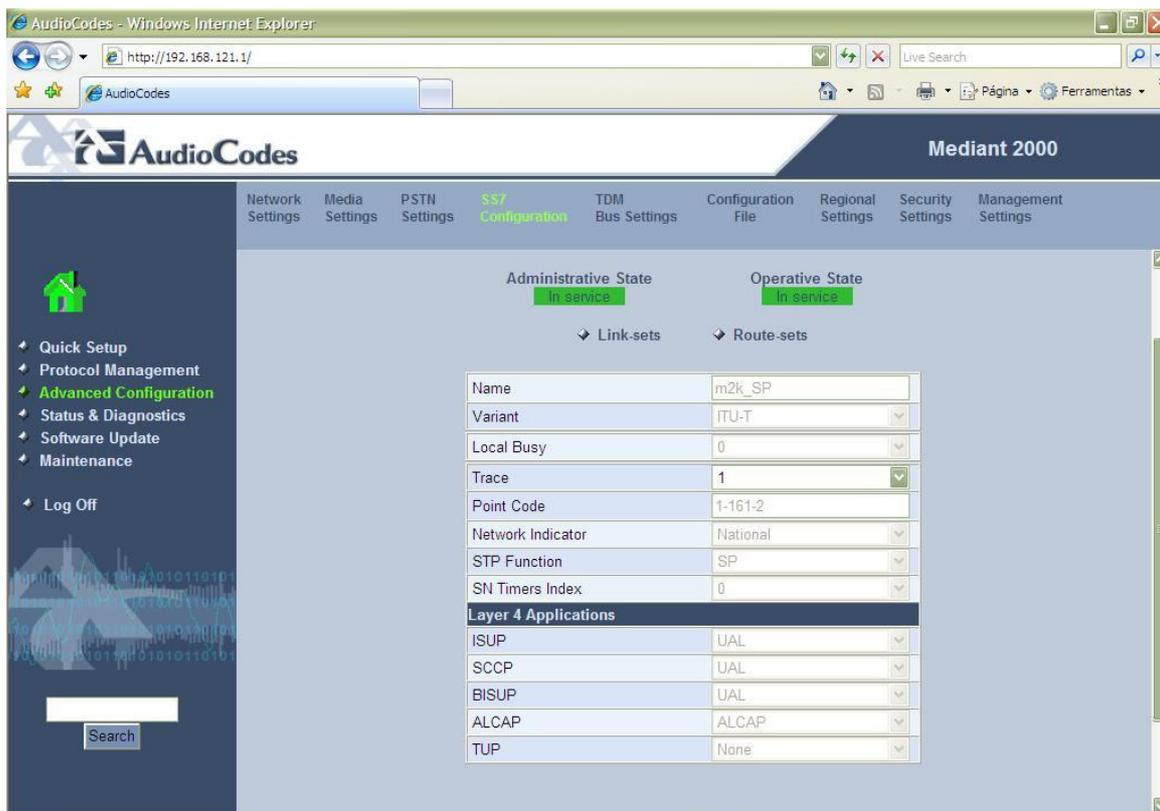 AudioCodes - Windows Internet Explorer
http://192.168.121.1/
Live Search
AudioCodes
Página
Ferramentas
AudioCodes
Mediant 2000
Network Settings
Media Settings
PSTN Settings
SS7 Configuration
TDM Bus Settings
Configuration File
Regional Settings
Security Settings
Management Settings
Quick Setup
Protocol Management
Advanced Configuration
Status & Diagnostics
Software Update
Maintenance
Log Off
Search
Administrative State
In service
Operative State
In service
Link-sets
Route-sets
Name m2k_SP
Variant ITU-T
Local Busy 0
Trace 1
Point Code 1-161-2
Network Indicator National
STP Function SP
SN Timers Index 0
Layer 4 Applications
ISUP UAL
SCCP UAL
BISUP UAL
ALCAP ALCAP
TUP None